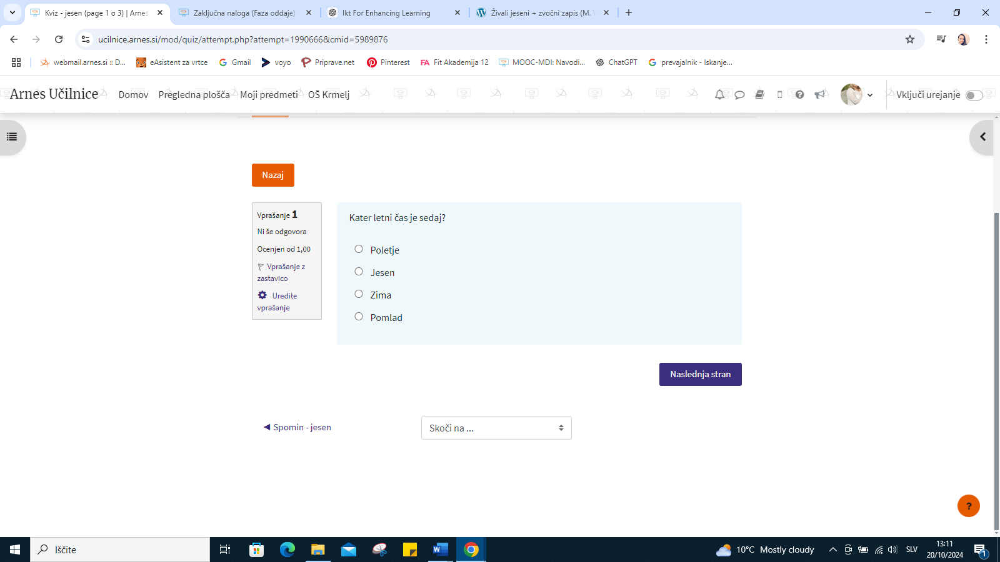 Kviz - jesen (page 1 o 3) | Arnes
Zaključna naloga (Faza oddaje)
Ikt For Enhancing Learning
Živali jeseni + zvočni zapis (M.
ucilnice.arnes.si/mod/quiz/attempt.php?attempt=1990666&cmid=5989876
webmail.arnes.si :: D...
eAsistent za vrtce
Gmail
voyo
Priprave.net
Pinterest
FA Fit Akademija 12
MOOC-MDI: Navodi...
ChatGPT
prevajalnik - Iskanje...
Arnes Učilnice
Domov
Pregledna plošča
Moji predmeti
OŠ Krmelj
Vključi urejanje
Nazaj
Vprašanje 1
Ni še odgovora
Ocenjen od 1,00
Vprašanje z
zastavico
Uredite
vprašanje
Kater letni čas je sedaj?
Poletje
Jesen
Zima
Pomlad
Naslednja stran
◄ Spomin - jesen
Skoči na ...
?
Iščite
10°C Mostly cloudy
SLV
13:11
20/10/2024
1